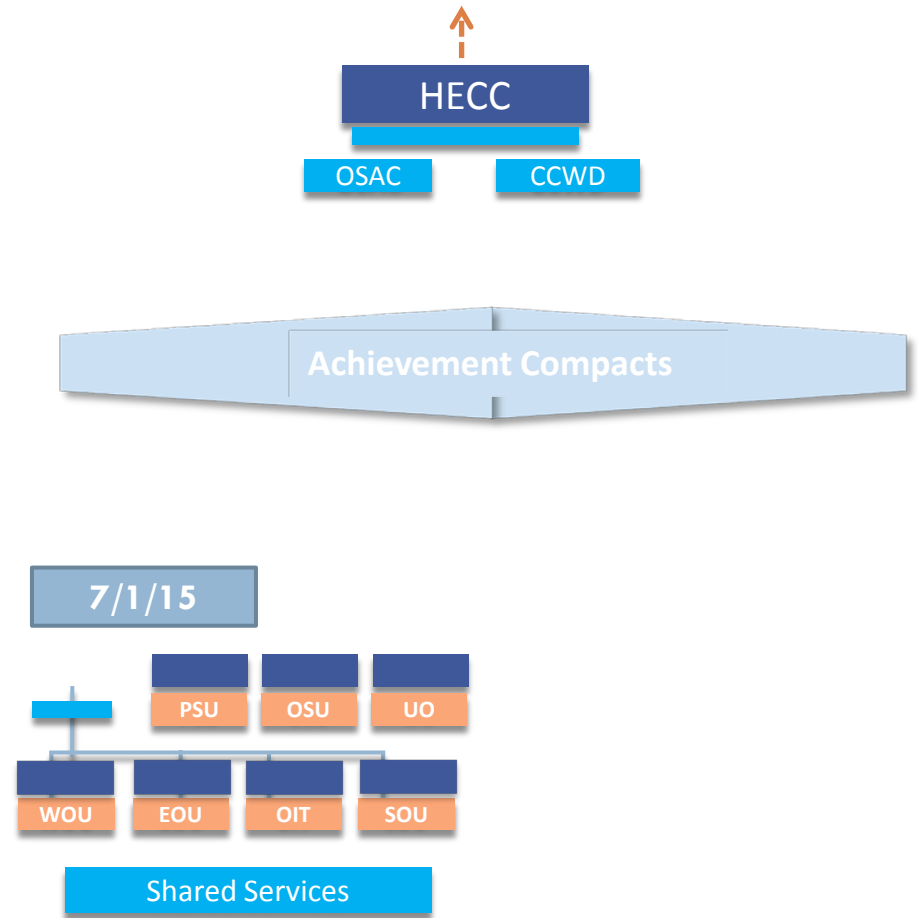 HECC
OSAC
CCWD
Achievement Compacts
7/1/15
PSU
OSU
UO
WOU
EOU
OIT
SOU
Shared Services